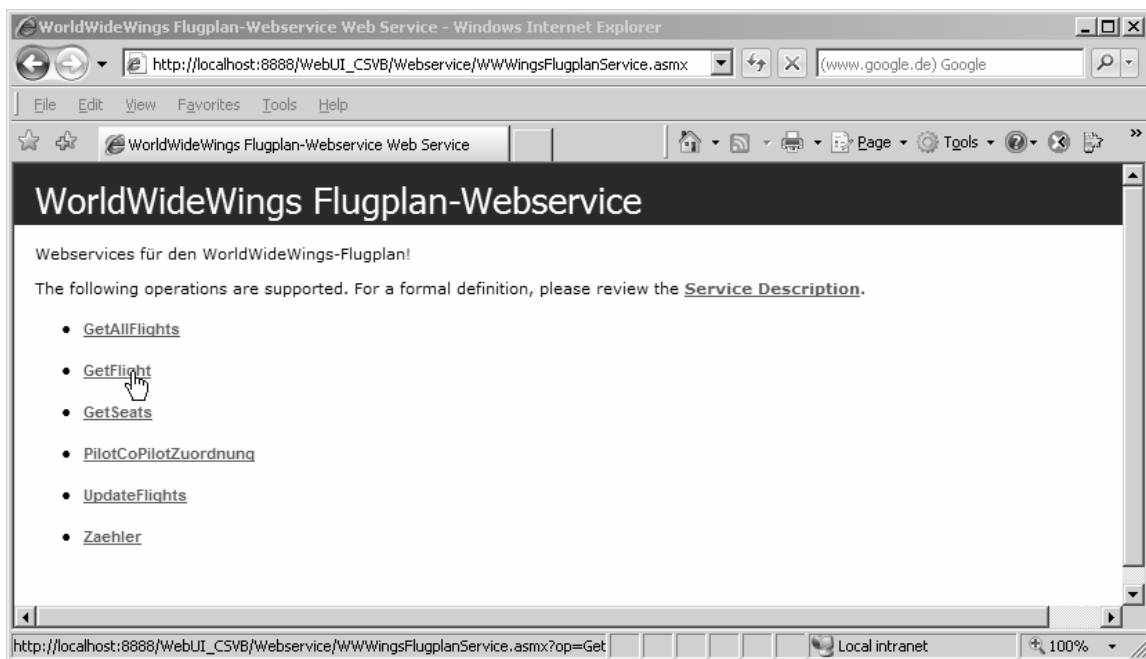 WorldWideWings Flugplan-Webservice Web Service - Windows Internet Explorer
http://localhost:8888/WebUI_CSVB/Webservice/WWWingsFlugplanService.asmx (www.google.de) Google
File Edit View Favorites Tools Help
WorldWideWings Flugplan-Webservice Web Service Page Tools »
WorldWideWings Flugplan-Webservice
Webservices für den WorldWideWings-Flugplan!
The following operations are supported. For a formal definition, please review the Service Description.
• GetAllFlights
• GetFlight
• GetSeats
• PilotCoPilotZuordnung
• UpdateFlights
• Zaehler
http://localhost:8888/WebUI_CSVB/Webservice/WWWingsFlugplanService.asmx?op=Get Local intranet 100%